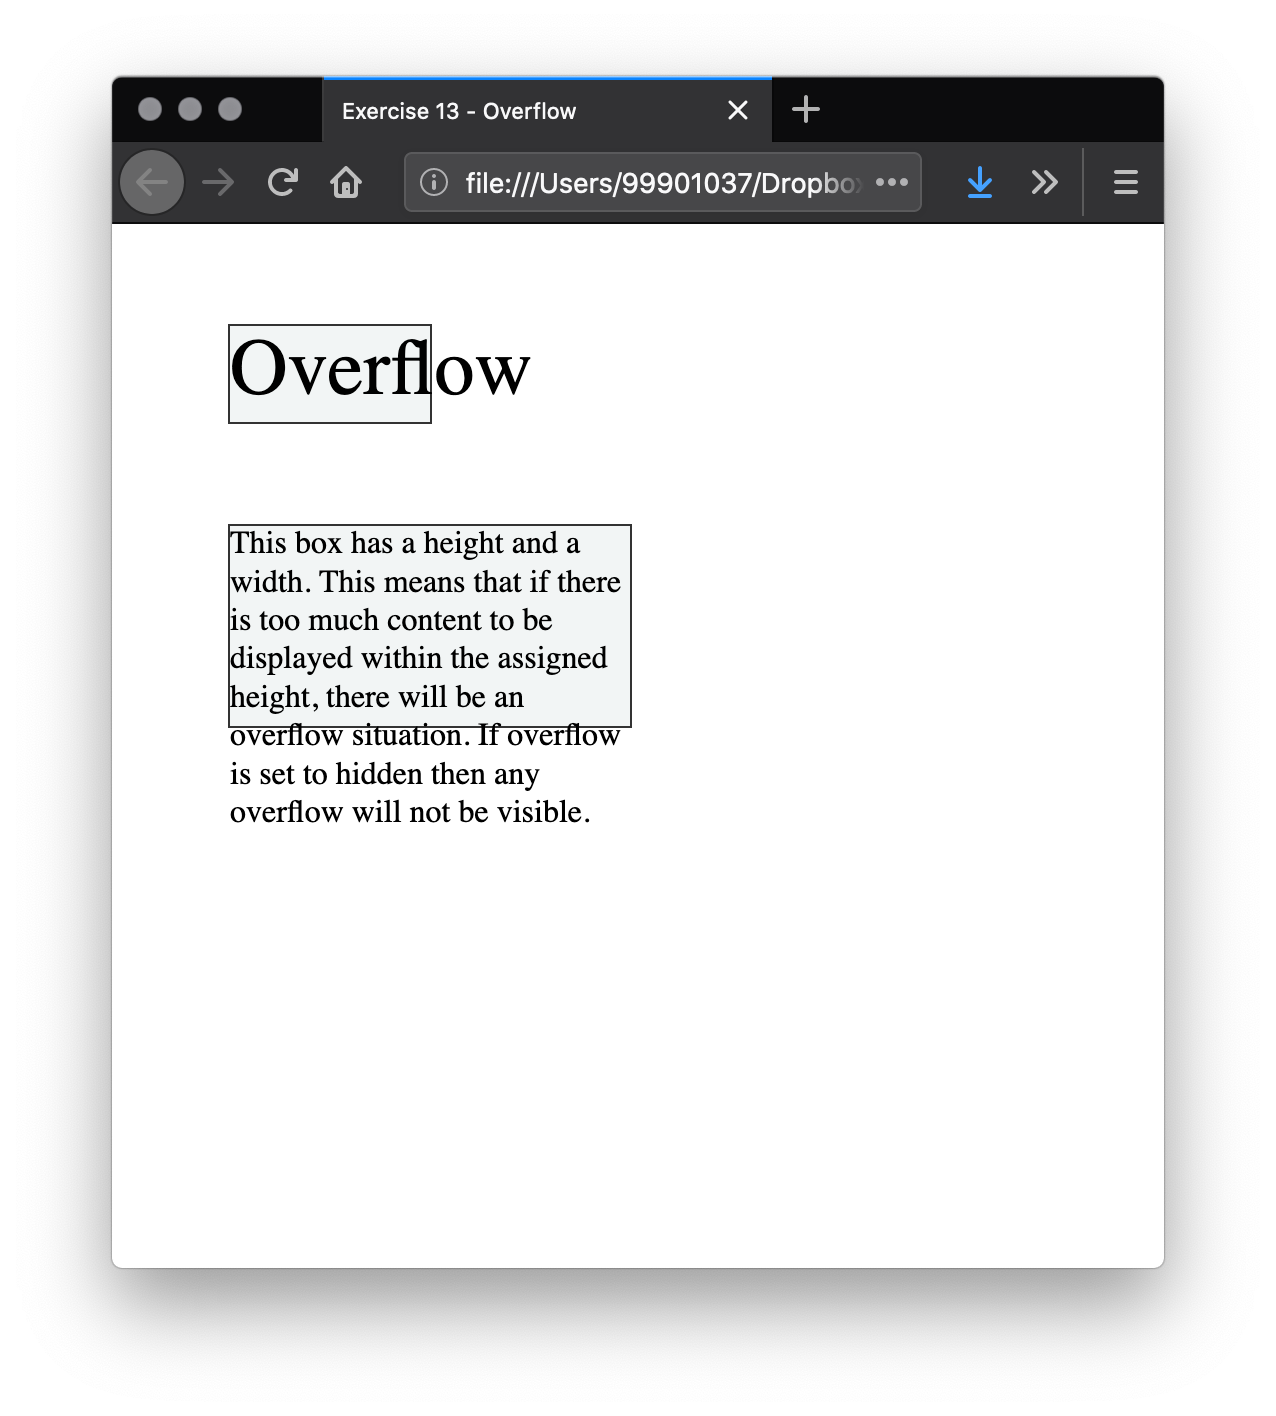 Exercise 13 - Overflow
file:///Users/99901037/Dropbox
Overflow
This box has a height and a
width. This means that if there
is too much content to be
displayed within the assigned
height, there will be an
overflow situation. If overflow
is set to hidden then any
overflow will not be visible.